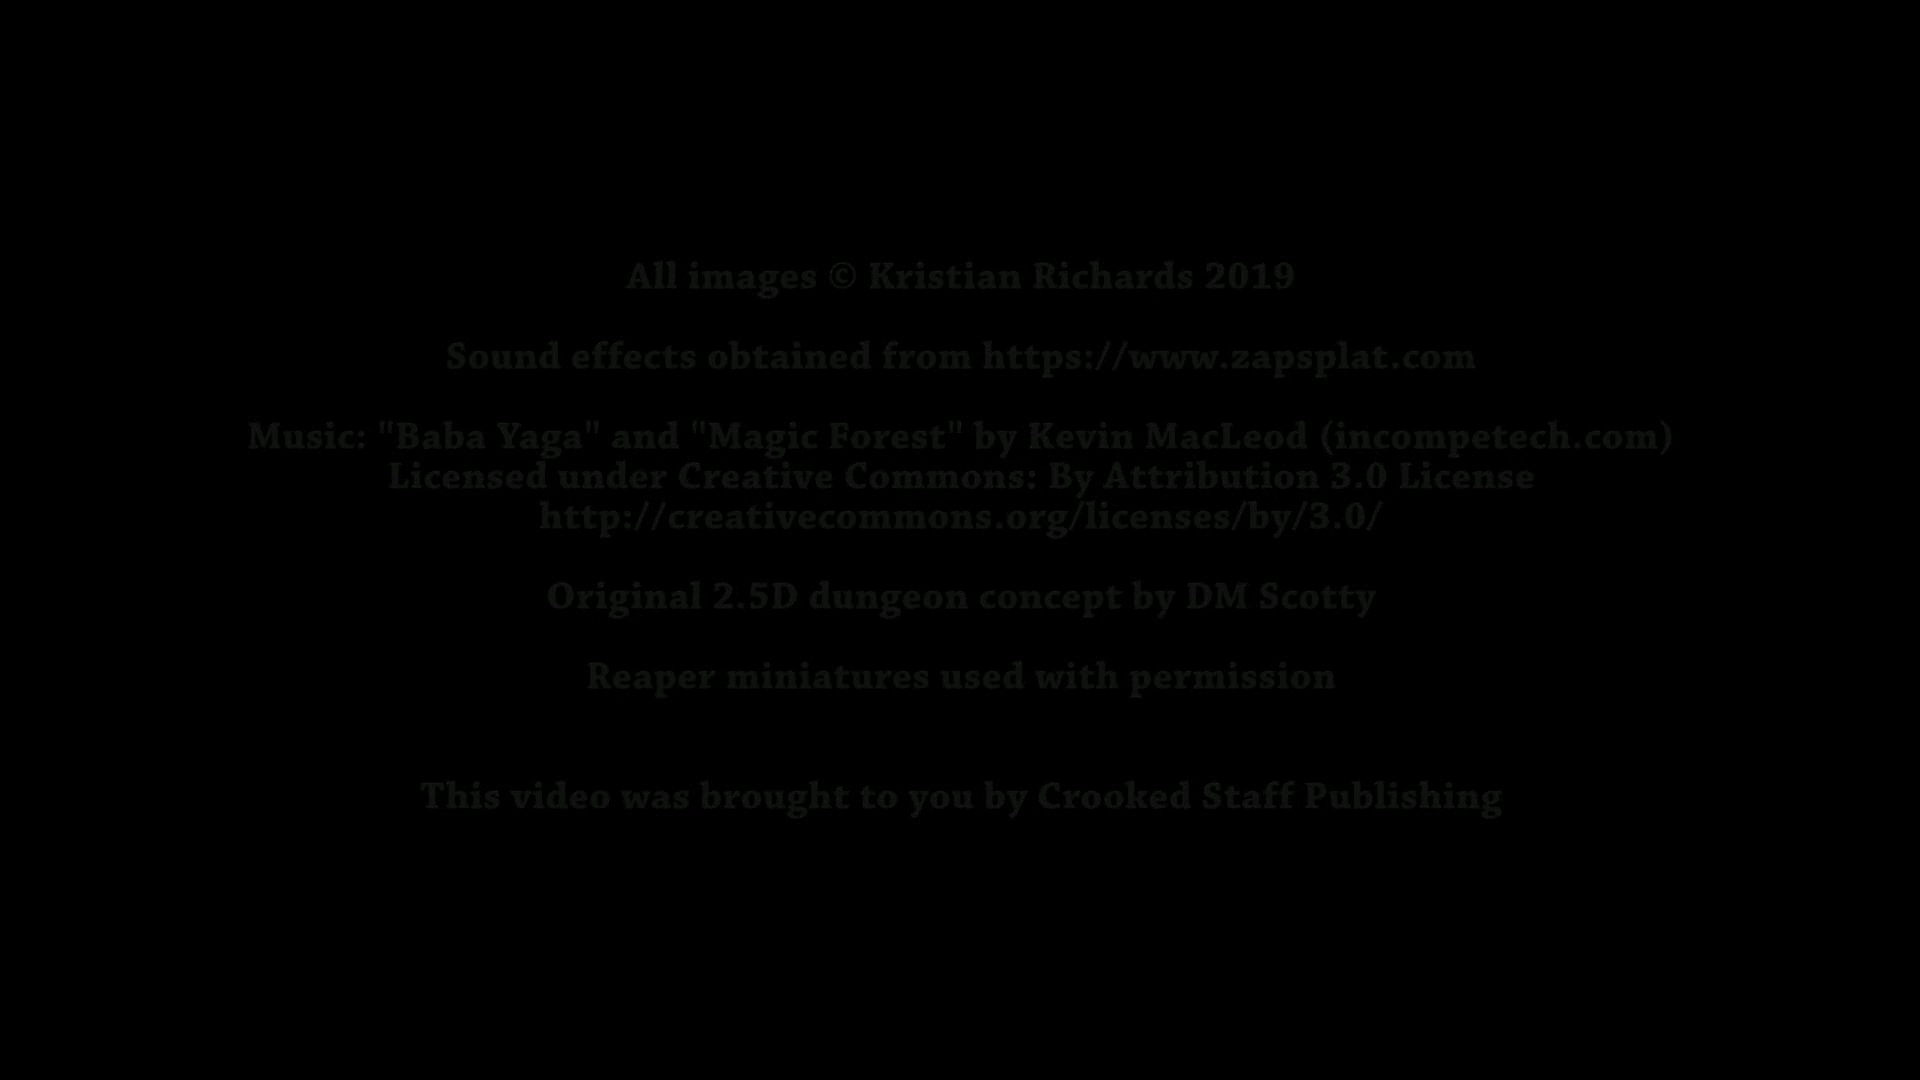 All images © Kristian Richards 2019
Sound effects obtained from https://www.zapsplat.com
Music: "Baba Yaga" and "Magic Forest" by Kevin MacLeod (incompetech.com)
Licensed under Creative Commons: By Attribution 3.0 License
http://creativecommons.org/licenses/by/3.0/
Original 2.5D dungeon concept by DM Scotty
Reaper miniatures used with permission
This video was brought to you by Crooked Staff Publishing